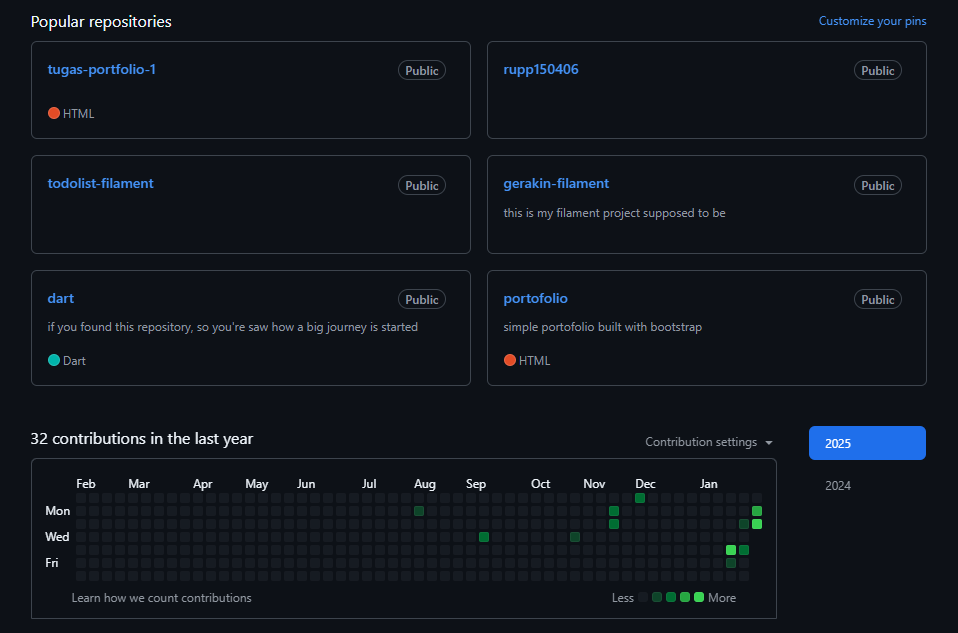 Popular repositories
Customize your pins
tugas-portfolio-1
Public
HTML
rupp150406
Public
todolist-filament
Public
gerakin-filament
Public
this is my filament project supposed to be
dart
Public
if you found this repository, so you're saw how a big journey is started
Dart
portofolio
Public
simple portofolio built with bootstrap
HTML
32 contributions in the last year
Contribution settings
2025
2024
Feb Mar Apr May Jun Jul Aug Sep Oct Nov Dec Jan
Mon
Wed
Fri
Learn how we count contributions
Less More